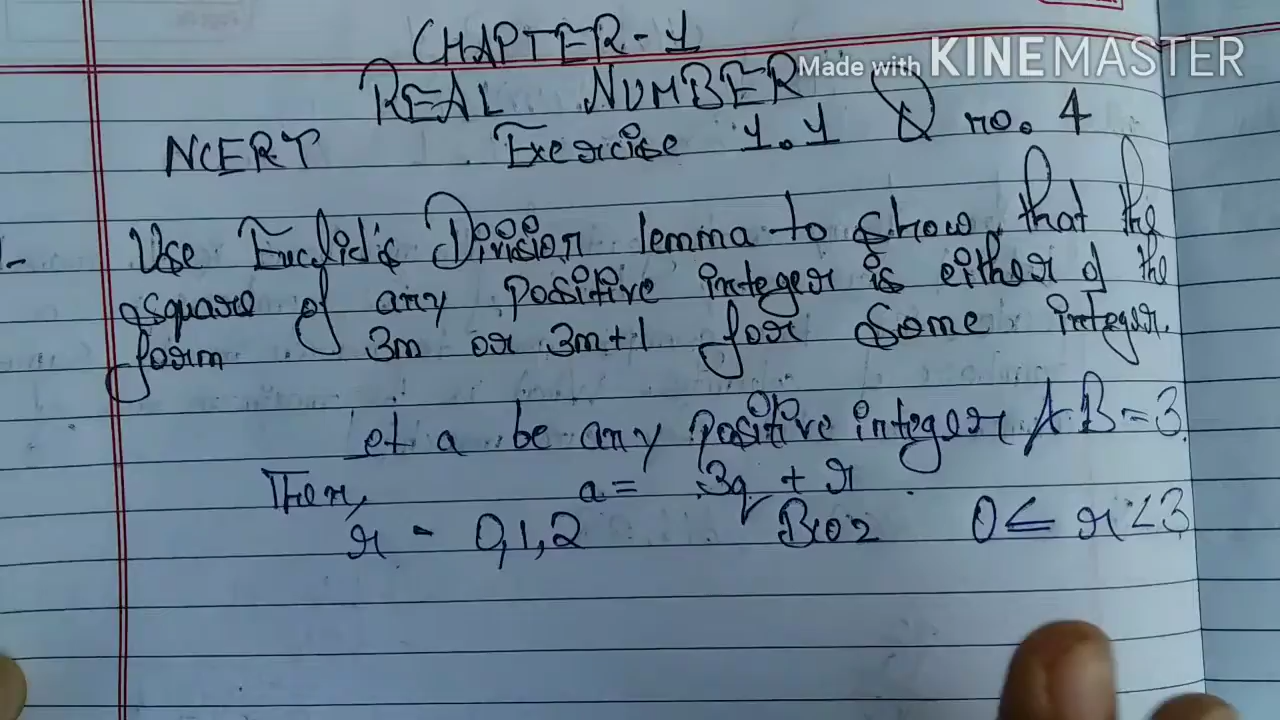 CHAPTER-1
Made with KINEMASTER
REAL NUMBER
NCERT Exercise 1.1 Q no. 4
Use Euclid's Division lemma to show that the
square of any positive integer is either of the
form 3m or 3m+1 for some integer.
et a be any positive integer & B=3.
Then, a = 3q + r
r = 0,1,2 0 ≤ r < 3